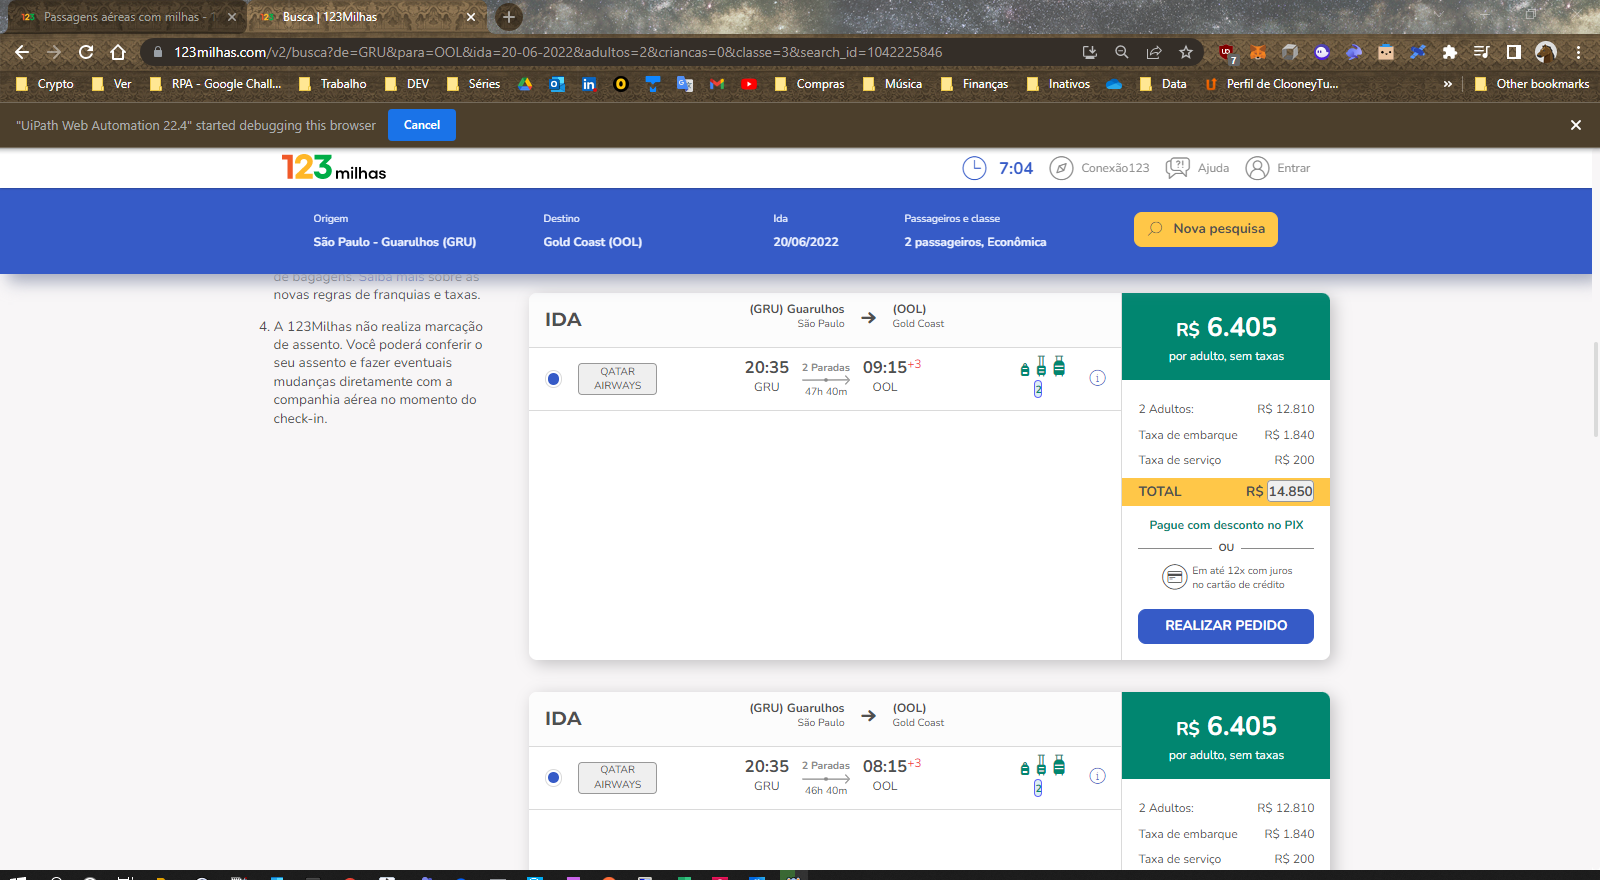 Passagens aéreas com milhas -
Busca | 123Milhas
123milhas.com/v2/busca?de=GRU&para=OOL&ida=20-06-2022&adultos=2&criancas=0&classe=3&search_id=1042225846
7
Crypto
Ver
RPA - Google Chall...
Trabalho
DEV
Séries
Compras
Música
Finanças
Inativos
Data
Perfil de ClooneyTu...
»
Other bookmarks
"UiPath Web Automation 22.4" started debugging this browser
Cancel
123milhas
7:04
Conexão123
Ajuda
Entrar
Origem
São Paulo - Guarulhos (GRU)
Destino
Gold Coast (OOL)
Ida
20/06/2022
Passageiros e classe
2 passageiros, Econômica
Nova pesquisa
de bagagens. Saiba mais sobre as
novas regras de franquias e taxas.
4. A 123Milhas não realiza marcação
de assento. Você poderá conferir o
seu assento e fazer eventuais
mudanças diretamente com a
companhia aérea no momento do
check-in.
IDA
(GRU) Guarulhos
São Paulo
(OOL)
Gold Coast
QATAR
AIRWAYS
20:35
GRU
2 Paradas
47h 40m
09:15+3
OOL
2
R$ 6.405
por adulto, sem taxas
2 Adultos: R$ 12.810
Taxa de embarque R$ 1.840
Taxa de serviço R$ 200
TOTAL R$ 14.850
Pague com desconto no PIX
OU
Em até 12x com juros
no cartão de crédito
REALIZAR PEDIDO
IDA
(GRU) Guarulhos
São Paulo
(OOL)
Gold Coast
QATAR
AIRWAYS
20:35
GRU
2 Paradas
46h 40m
08:15+3
OOL
2
R$ 6.405
por adulto, sem taxas
2 Adultos: R$ 12.810
Taxa de embarque R$ 1.840
Taxa de serviço R$ 200